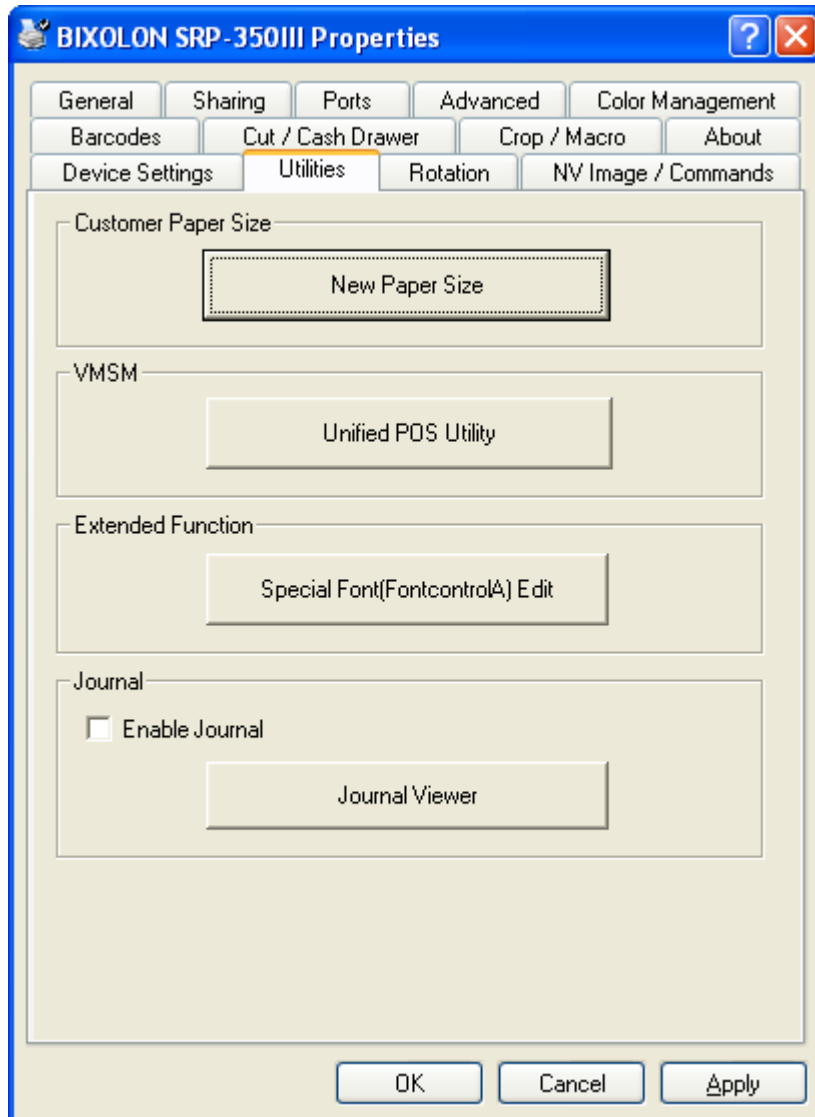 BIXOLON SRP-350III Properties
General Sharing Ports Advanced Color Management
Barcodes Cut / Cash Drawer Crop / Macro About
Device Settings Utilities Rotation NV Image / Commands
Customer Paper Size
New Paper Size
VMSM
Unified POS Utility
Extended Function
Special Font(FontcontrolA) Edit
Journal
Enable Journal
Journal Viewer
OK Cancel Apply